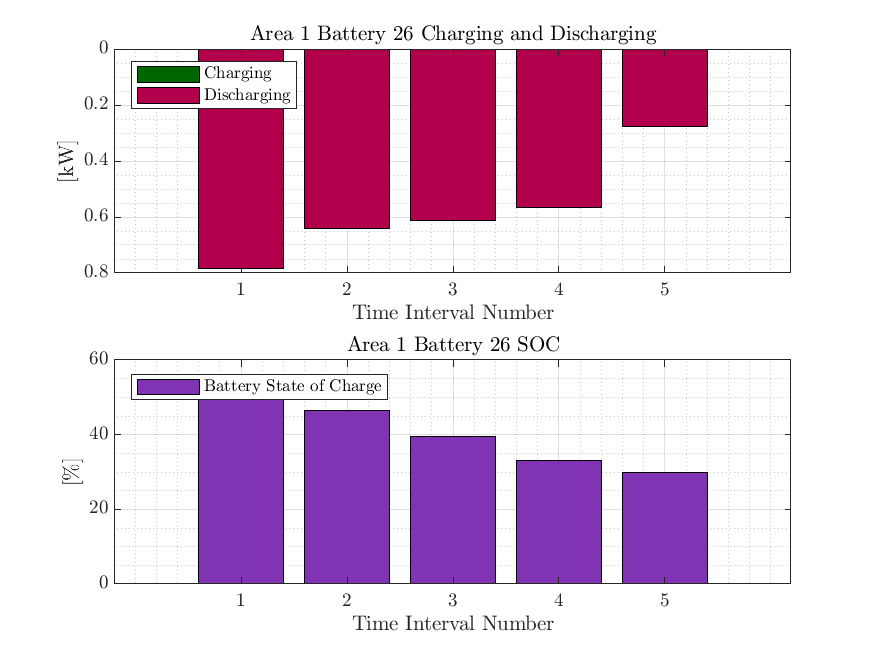 Area 1 Battery 26 Charging and Discharging
0
0.2
0.4
0.6
0.8
[kW]
Charging
Discharging
1 2 3 4 5
Time Interval Number
Area 1 Battery 26 SOC
60
40
20
0
[%]
Battery State of Charge
1 2 3 4 5
Time Interval Number